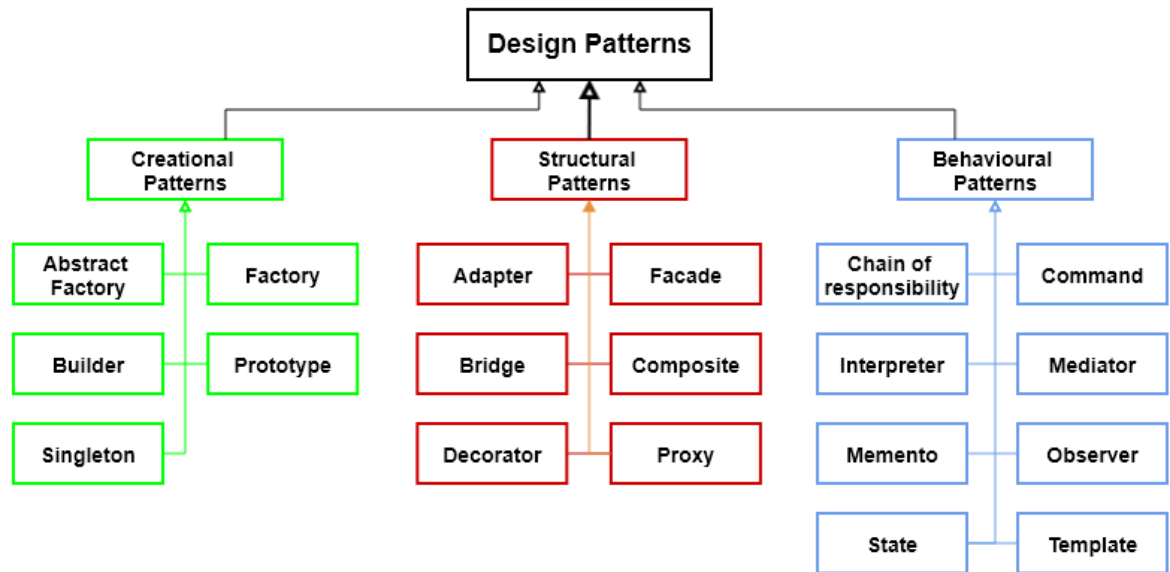 Design Patterns
Creational
Patterns
Structural
Patterns
Behavioural
Patterns
Abstract
Factory
Factory
Adapter
Facade
Chain of
responsibility
Command
Builder
Prototype
Bridge
Composite
Interpreter
Mediator
Singleton
Decorator
Proxy
Memento
Observer
State
Template